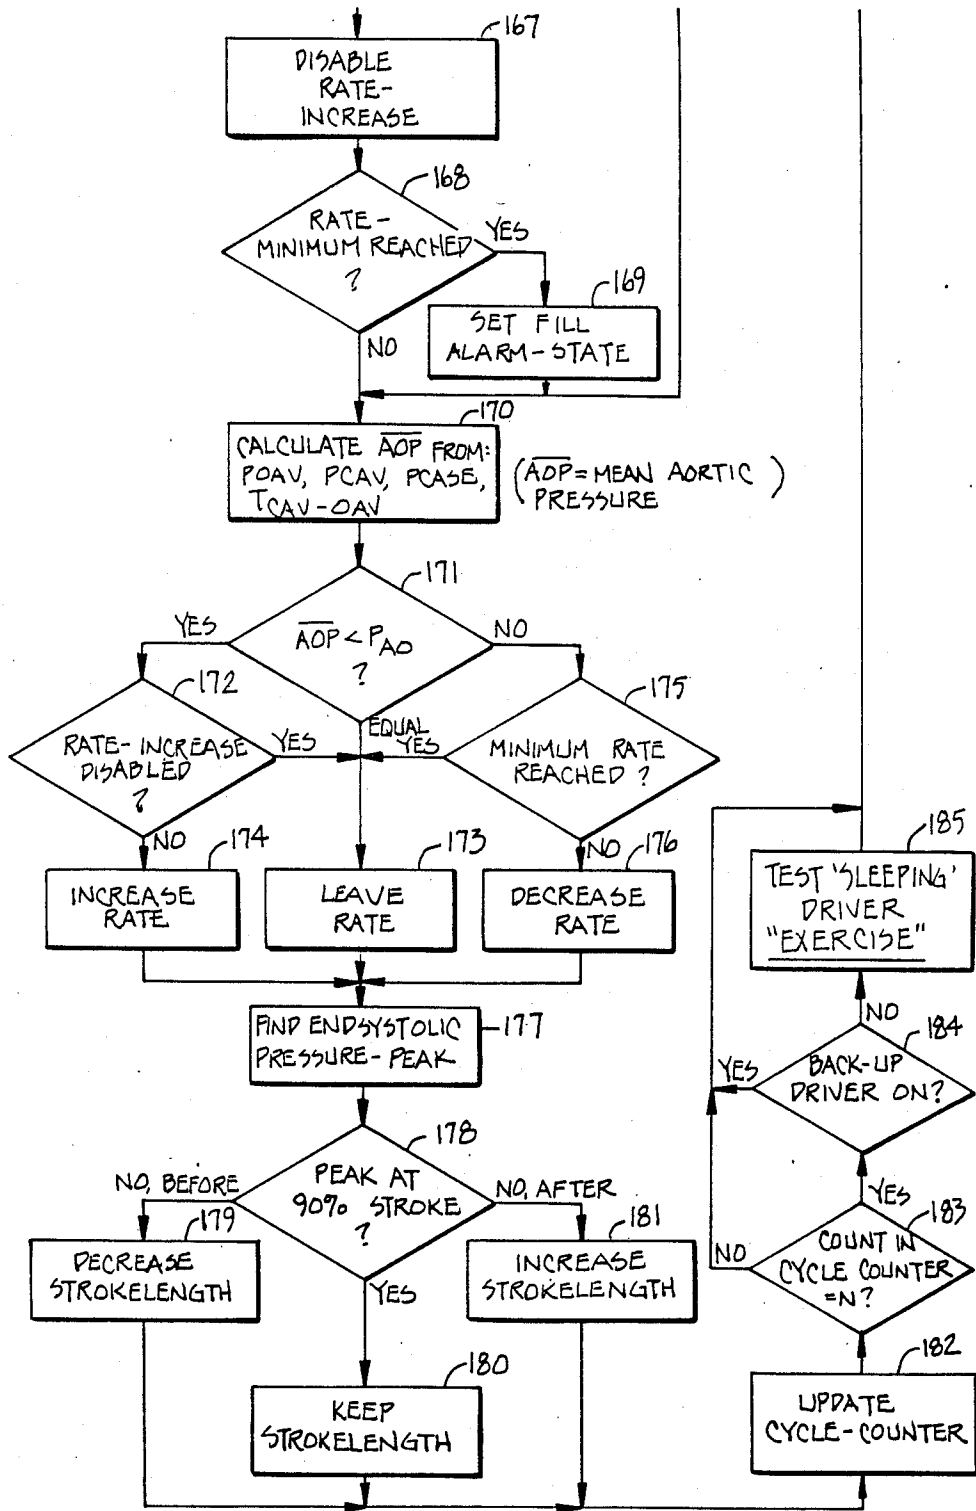 167
DISABLE
RATE-
INCREASE
168
RATE-
MINIMUM REACHED
?
YES
NO
169
SET FILL
ALARM-STATE
170
CALCULATE AOP FROM:
POAV, PCAV, PCASE,
TCAV-OAV
(AOP=MEAN AORTIC
PRESSURE)
171
AOP < PAO
?
YES
NO
EQUAL
172
RATE-INCREASE
DISABLED
?
YES
NO
175
MINIMUM RATE
REACHED?
YES
NO
174
INCREASE
RATE
173
LEAVE
RATE
176
DECREASE
RATE
177
FIND ENDSYSTOLIC
PRESSURE-PEAK
178
PEAK AT
90% STROKE
?
NO, BEFORE
NO, AFTER
YES
179
DECREASE
STROKELENGTH
181
INCREASE
STROKELENGTH
180
KEEP
STROKELENGTH
185
TEST 'SLEEPING'
DRIVER
"EXERCISE"
NO
184
BACK-UP
DRIVER ON?
YES
YES
183
COUNT IN
CYCLE COUNTER
=N?
NO
182
UPDATE
CYCLE-COUNTER